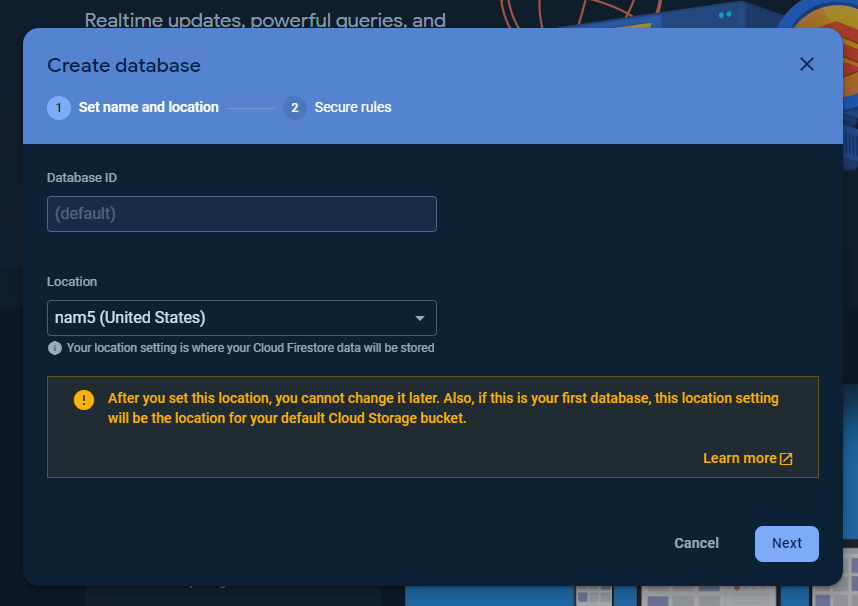 Realtime updates, powerful queries, and
Create database
1 Set name and location 2 Secure rules
Database ID
(default)
Location
nam5 (United States)
Your location setting is where your Cloud Firestore data will be stored
After you set this location, you cannot change it later. Also, if this is your first database, this location setting
will be the location for your default Cloud Storage bucket.
Learn more
Cancel Next